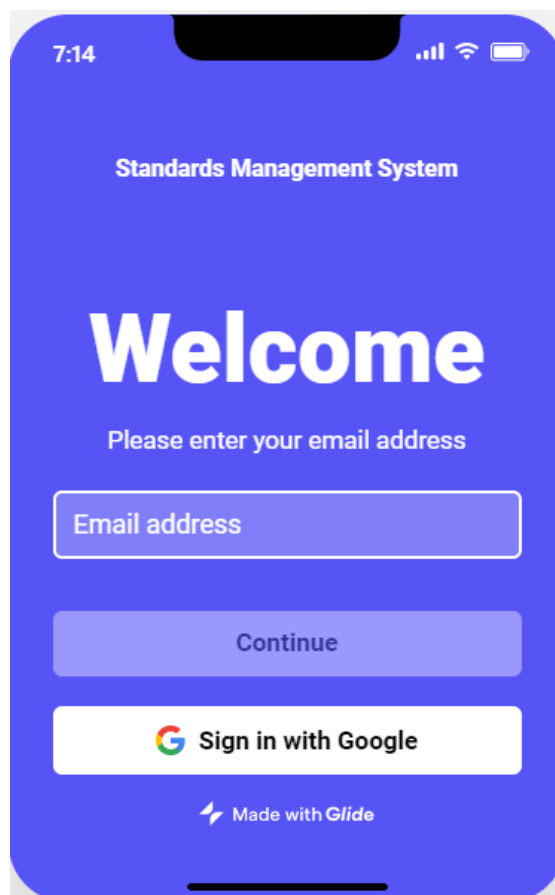 7:14
Standards Management System
Welcome
Please enter your email address
Email address
Continue
Sign in with Google
Made with Glide